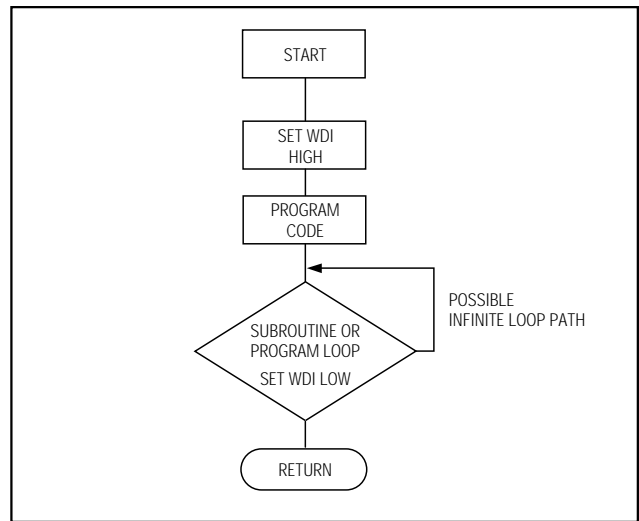 START
SET WDI
HIGH
PROGRAM
CODE
POSSIBLE
INFINITE LOOP PATH
SUBROUTINE OR
PROGRAM LOOP
SET WDI LOW
RETURN